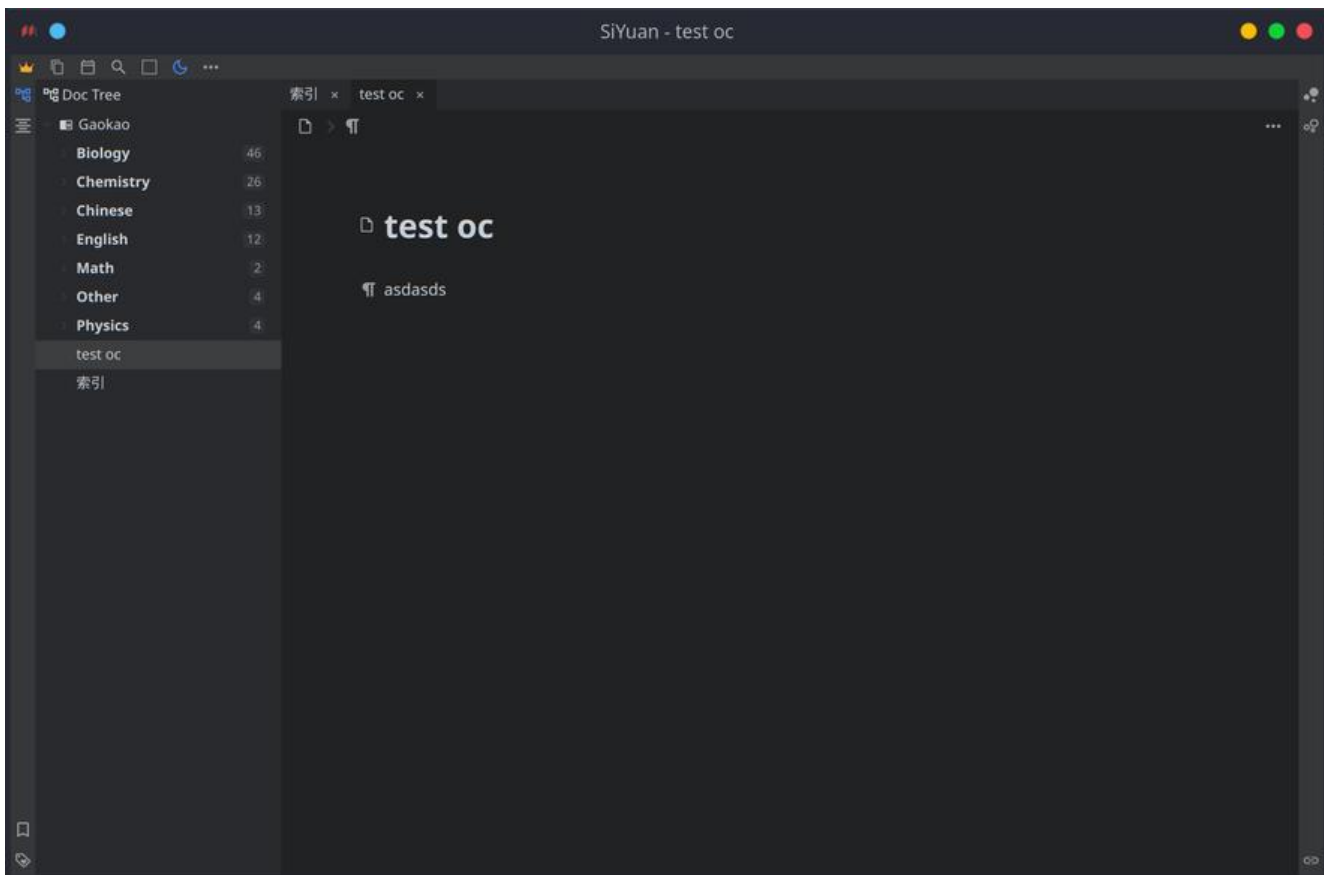 SiYuan - test oc
Doc Tree
索引 × test oc ×
Gaokao
Biology 46
Chemistry 26
Chinese 13
English 12
Math 2
Other 4
Physics 4
test oc
索引
test oc
asdasds